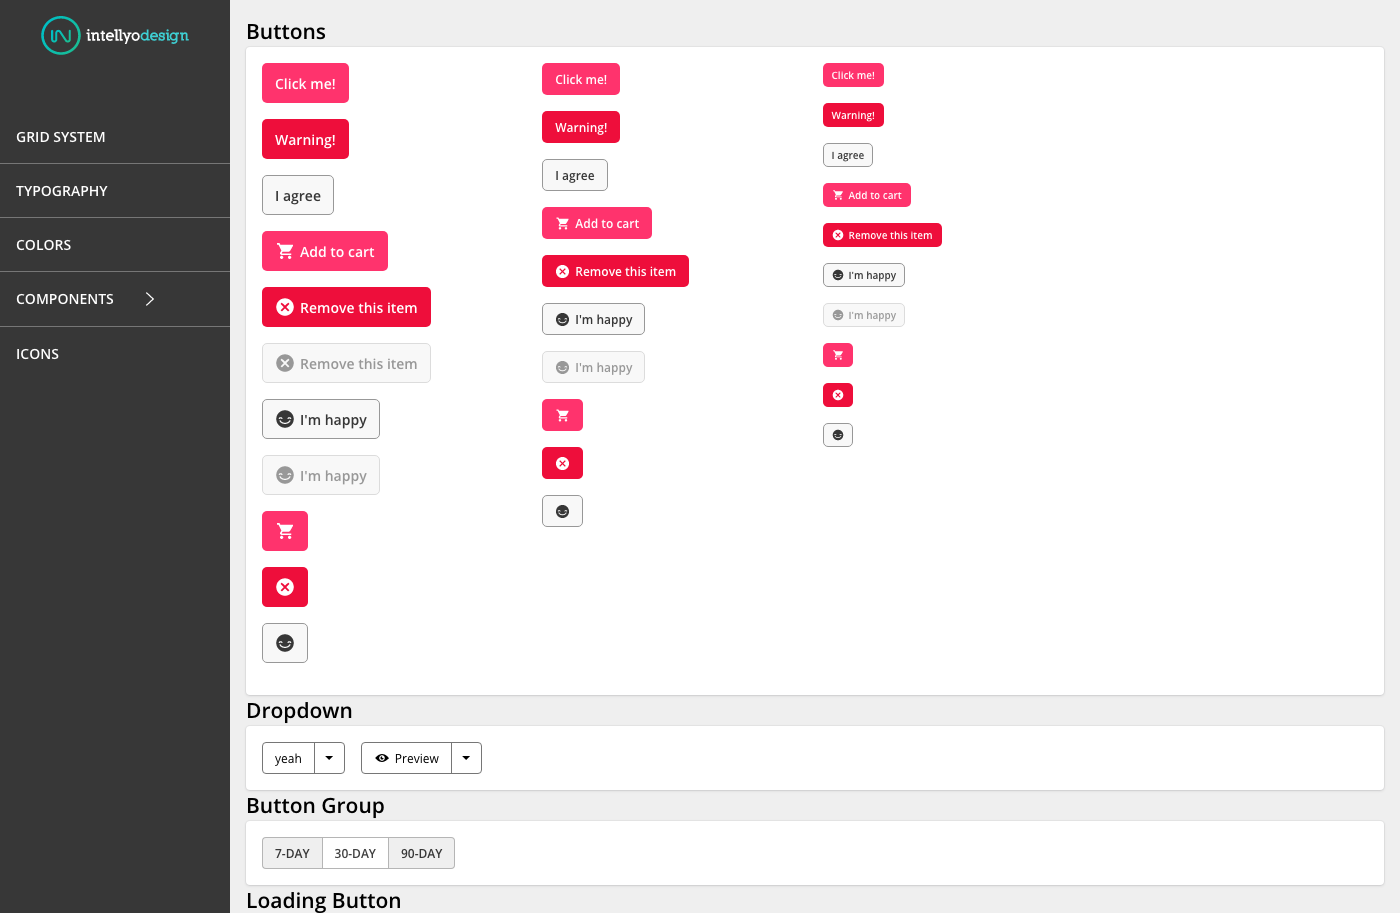 intellyodesign
GRID SYSTEM
TYPOGRAPHY
COLORS
COMPONENTS
ICONS
Buttons
Click me!
Warning!
I agree
Add to cart
Remove this item
Remove this item
I'm happy
I'm happy
Click me!
Warning!
I agree
Add to cart
Remove this item
I'm happy
I'm happy
Click me!
Warning!
I agree
Add to cart
Remove this item
I'm happy
I'm happy
Dropdown
yeah
Preview
Button Group
7-DAY
30-DAY
90-DAY
Loading Button